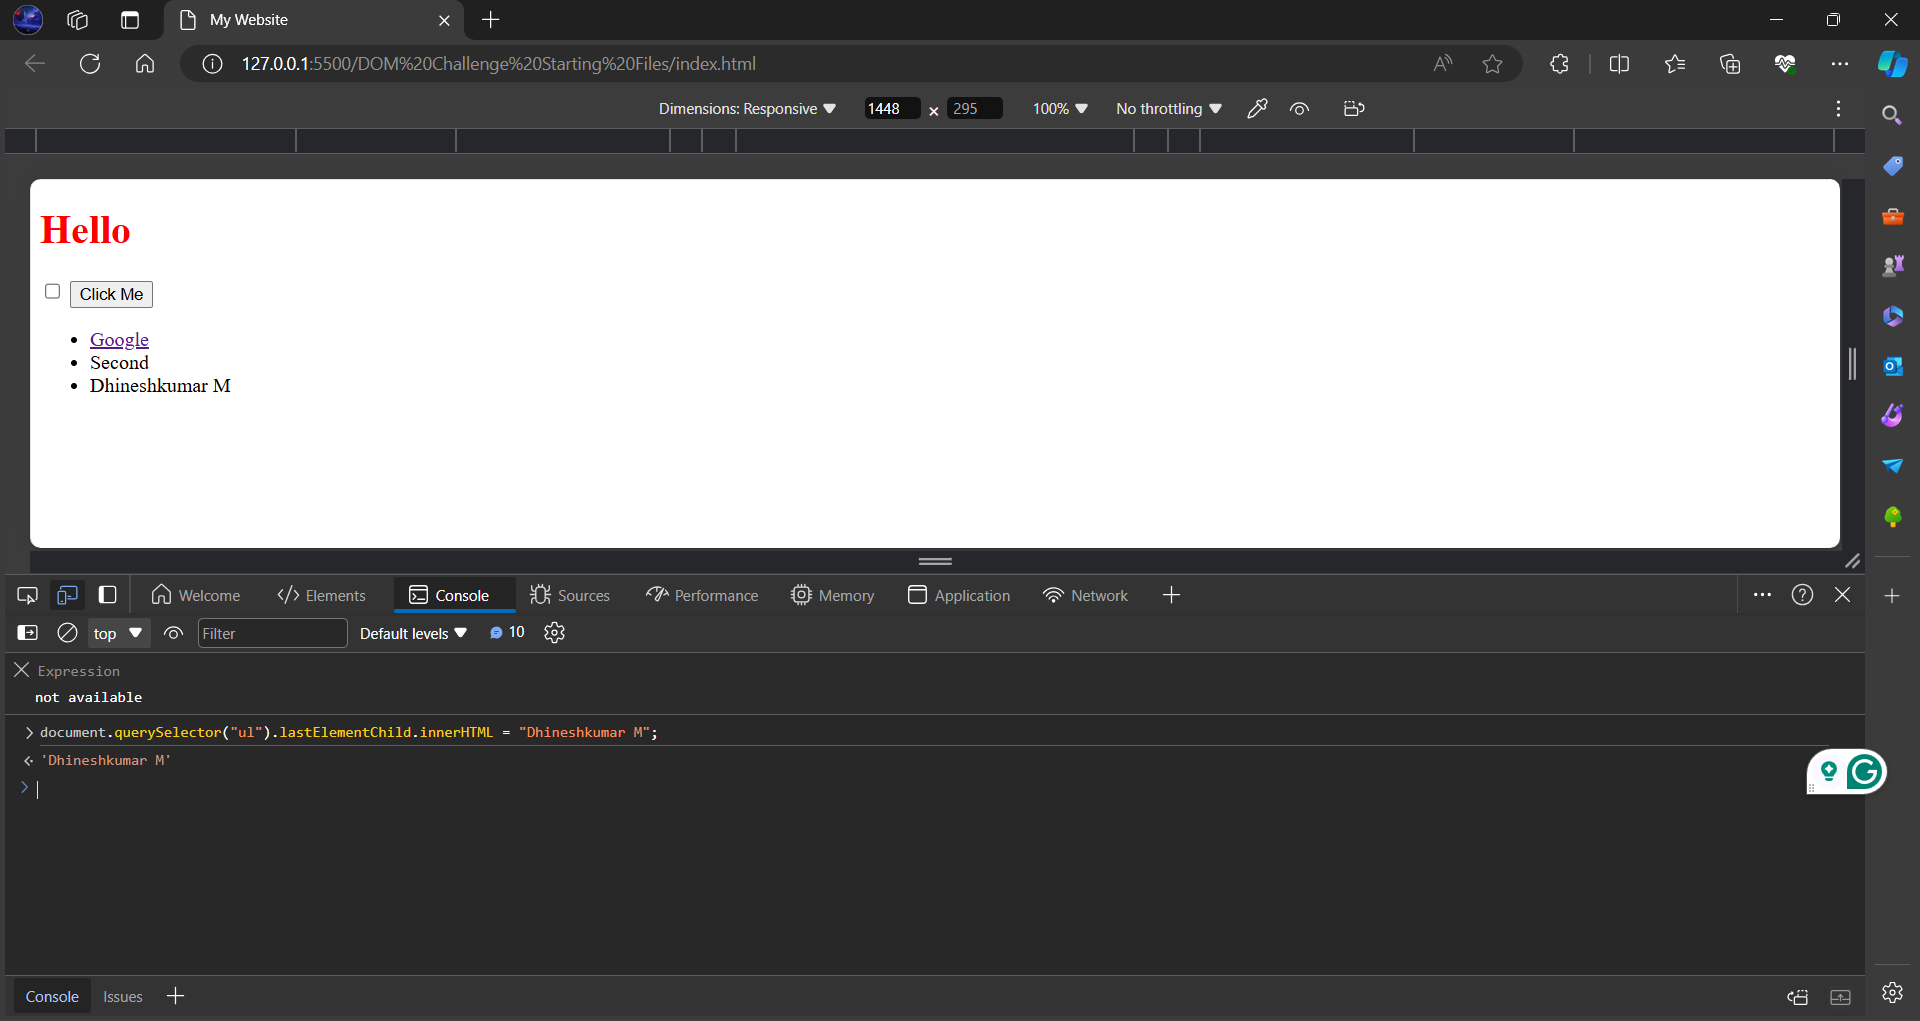 My Website
127.0.0.1:5500/DOM%20Challenge%20Starting%20Files/index.html
Dimensions: Responsive 1448 × 295 100% No throttling
Hello
Click Me
Google
Second
Dhineshkumar M
Welcome Elements Console Sources Performance Memory Application Network
top Filter Default levels 10
Expression
not available
document.querySelector("ul").lastElementChild.innerHTML = "Dhineshkumar M";
'Dhineshkumar M'
Console Issues